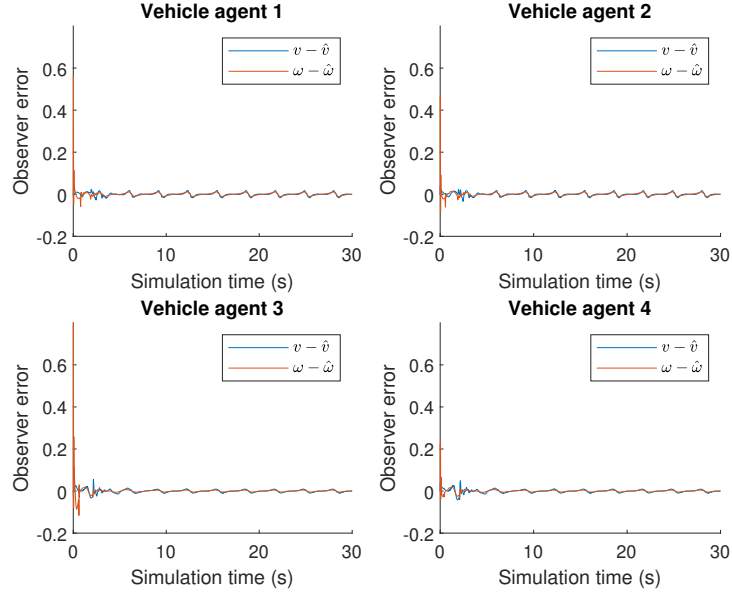 Vehicle agent 1
Observer error
0.6
0.4
0.2
0
-0.2
0
10
20
30
Simulation time (s)
v − v̂
ω − ω̂
Vehicle agent 2
Observer error
0.6
0.4
0.2
0
-0.2
0
10
20
30
Simulation time (s)
v − v̂
ω − ω̂
Vehicle agent 3
Observer error
0.6
0.4
0.2
0
-0.2
0
10
20
30
Simulation time (s)
v − v̂
ω − ω̂
Vehicle agent 4
Observer error
0.6
0.4
0.2
0
-0.2
0
10
20
30
Simulation time (s)
v − v̂
ω − ω̂